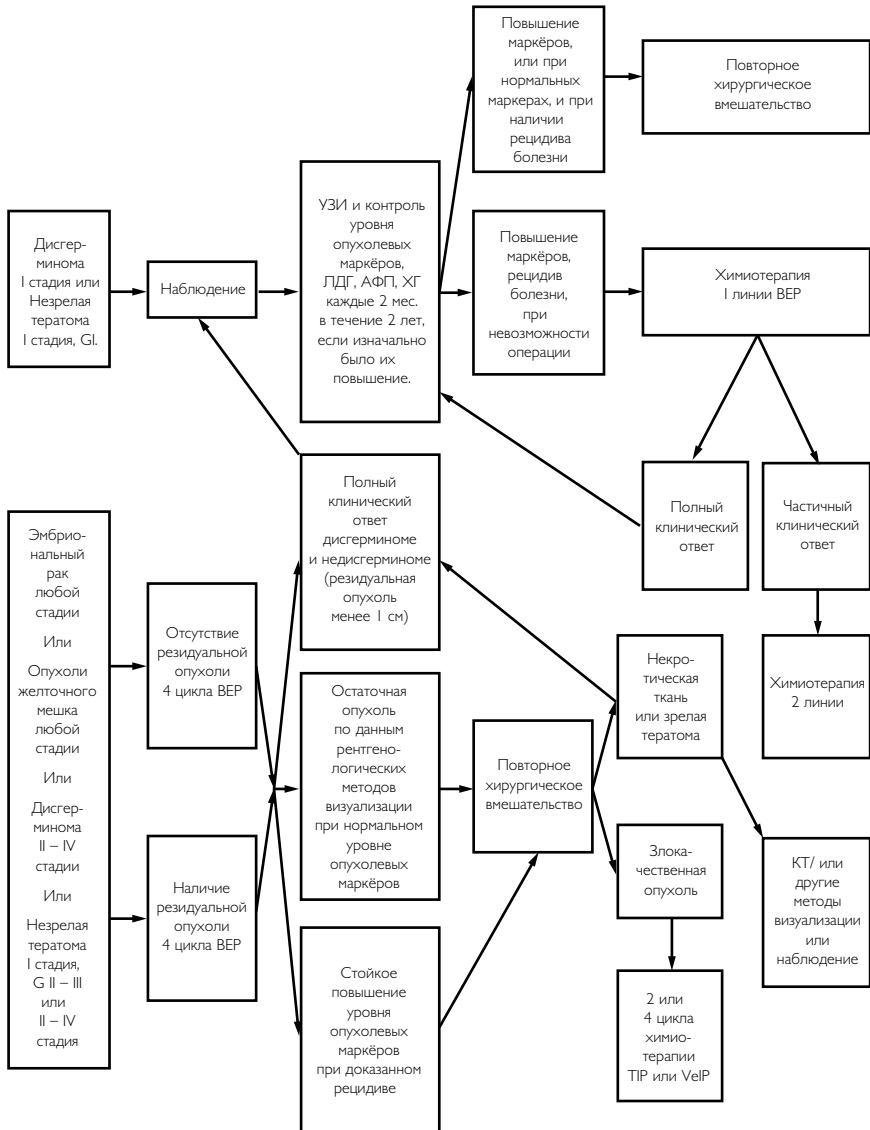 Повышение
маркёров,
или при
нормальных
маркерах, и при
наличии
рецидива
болезни
Повторное
хирургическое
вмешательство
Дисгер-
минома
I стадия или
Незрелая
тератома
I стадия, GI.
Наблюдение
УЗИ и контроль
уровня
опухолевых
маркёров,
ЛДГ, АФП, ХГ
каждые 2 мес.
в течение 2 лет,
если изначально
было их
повышение.
Повышение
маркёров,
рецидив
болезни,
при
невозможности
операции
Химиотерапия
I линии BEP
Полный
клинический
ответ
дисгерминоме
и недисгерминоме
(резидуальная
опухоль
менее I см)
Полный
клинический
ответ
Частичный
клинический
ответ
Эмбрио-
нальный
рак
любой
стадии
Или
Опухоли
желточного
мешка
любой
стадии
Или
Дисгер-
минома
II – IV
стадии
Или
Незрелая
тератома
I стадия,
G II – III
или
II – IV
стадия
Отсутствие
резидуальной
опухоли
4 цикла BEP
Наличие
резидуальной
опухоли
4 цикла BEP
Остаточная
опухоль
по данным
рентгено-
логических
методов
визуализации
при нормальном
уровне
опухолевых
маркёров
Стойкое
повышение
уровня
опухолевых
маркёров
при доказанном
рецидиве
Повторное
хирургическое
вмешательство
Некро-
тическая
ткань
или зрелая
тератома
Химиотерапия
2 линии
Злока-
чественная
опухоль
КТ/ или
другие
методы
визуализации
или
наблюдение
2 или
4 цикла
химио-
терапии
TIP или VeIP